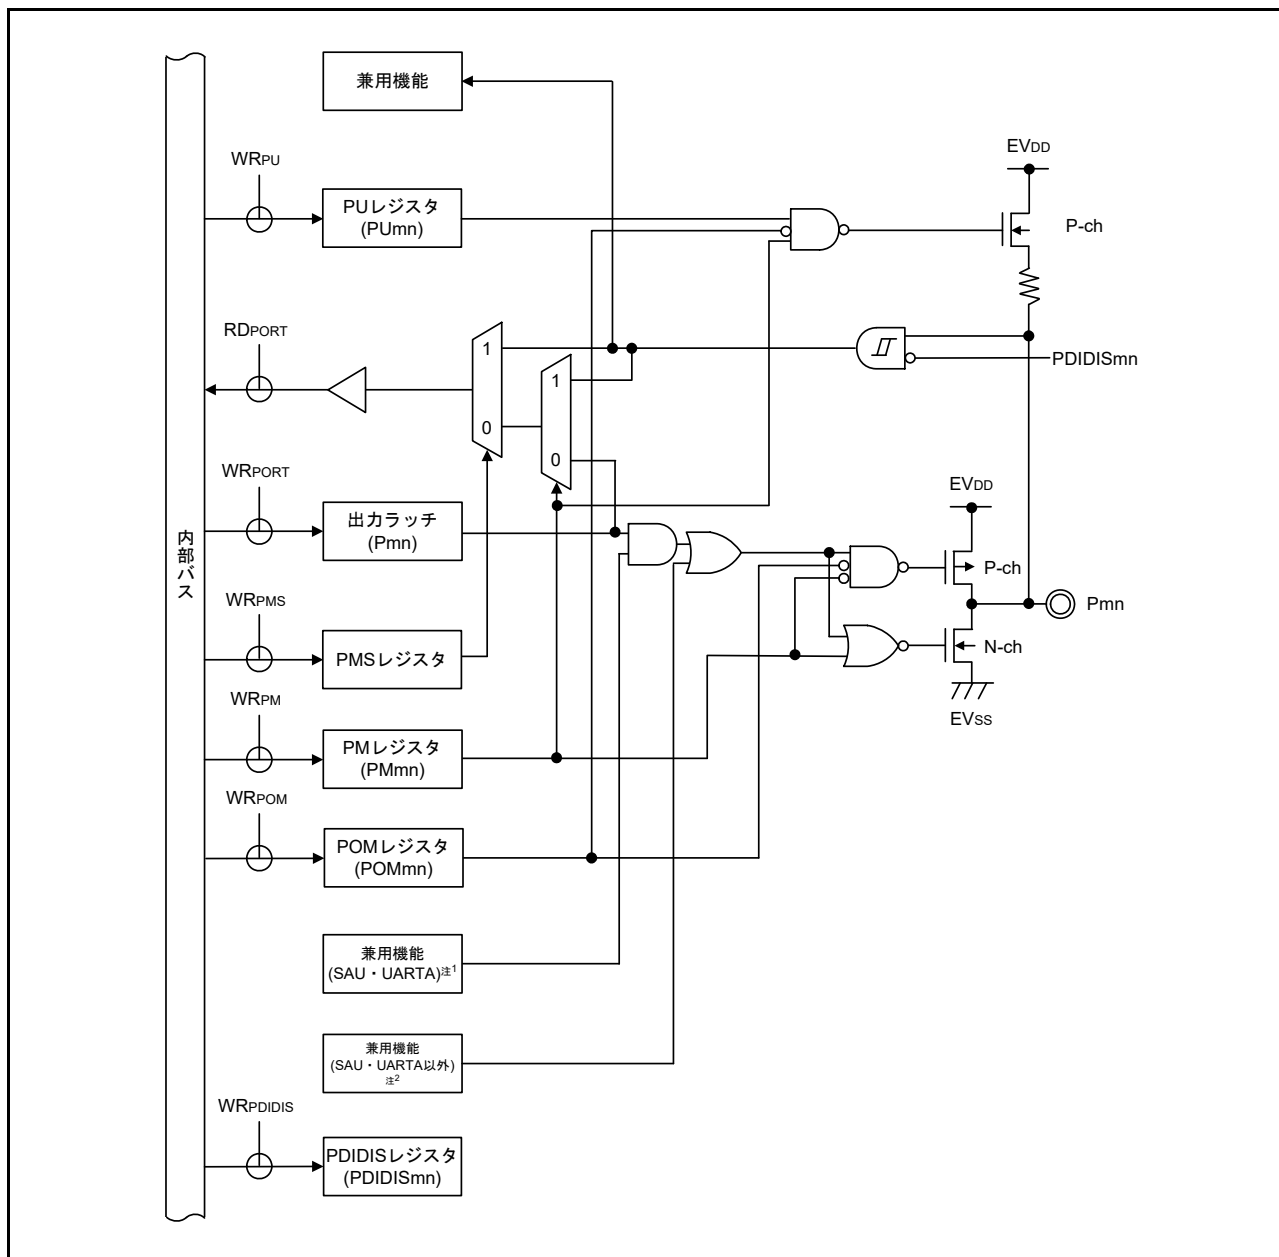 兼用機能
EVDD
WRPU
PUレジスタ
(PUmn)
P-ch
RDPORT
1
0
1
0
PDIDISmn
WRPORT
出力ラッチ
(Pmn)
EVDD
P-ch
内部バス
WRPMS
PMSレジスタ
Pmn
N-ch
EVSS
WRPM
PMレジスタ
(PMmn)
WRPOM
POMレジスタ
(POMmn)
兼用機能
(SAU・UARTA)注1
兼用機能
(SAU・UARTA以外)
注2
WRPDIDIS
PDIDISレジスタ
(PDIDISmn)